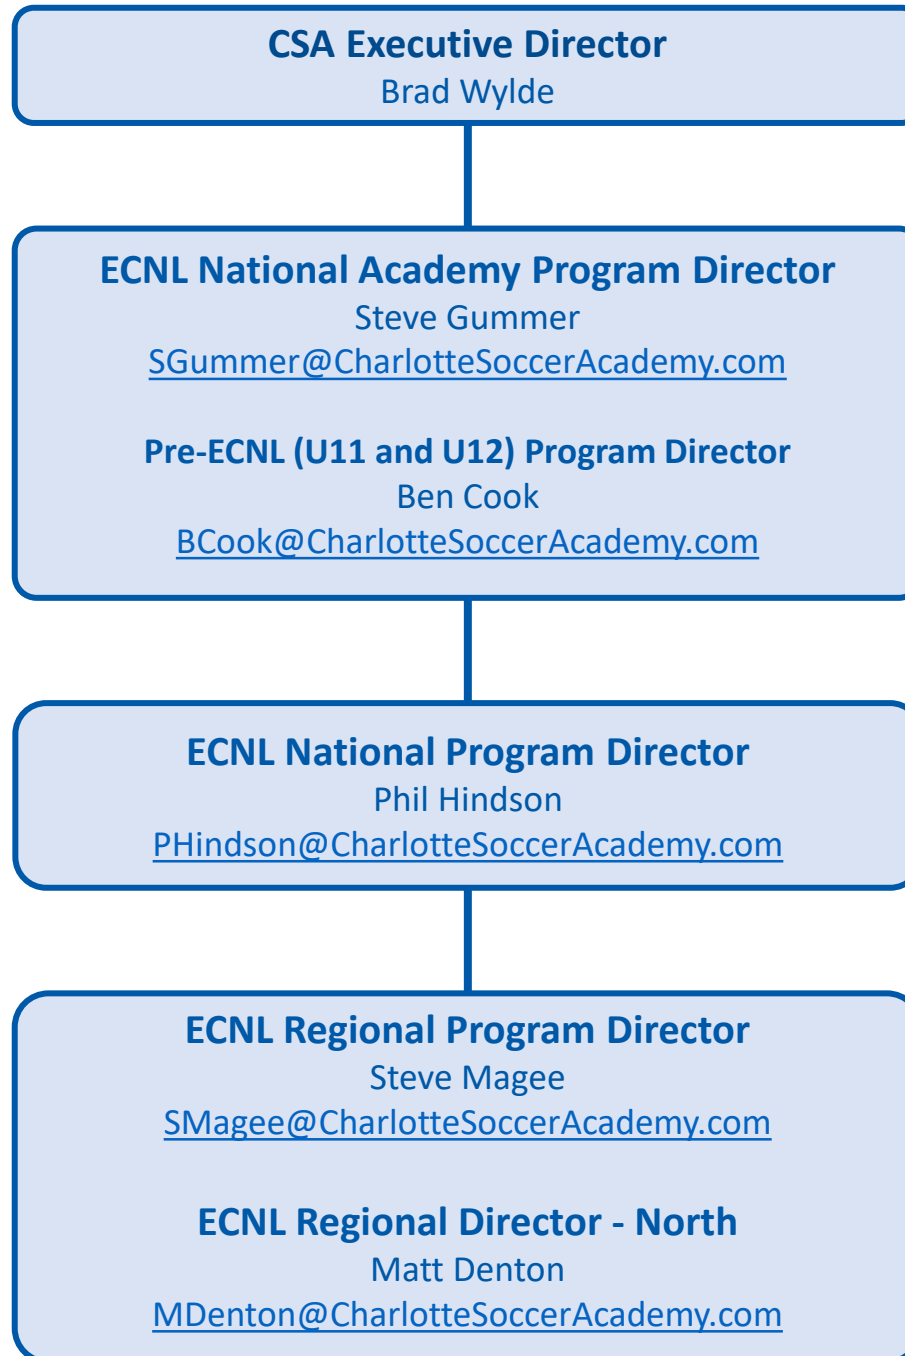 CSA Executive Director
Brad Wylde
ECNL National Academy Program Director
Steve Gummer
SGummer@CharlotteSoccerAcademy.com
Pre-ECNL (U11 and U12) Program Director
Ben Cook
BCook@CharlotteSoccerAcademy.com
ECNL National Program Director
Phil Hindson
PHindson@CharlotteSoccerAcademy.com
ECNL Regional Program Director
Steve Magee
SMagee@CharlotteSoccerAcademy.com
ECNL Regional Director - North
Matt Denton
MDenton@CharlotteSoccerAcademy.com